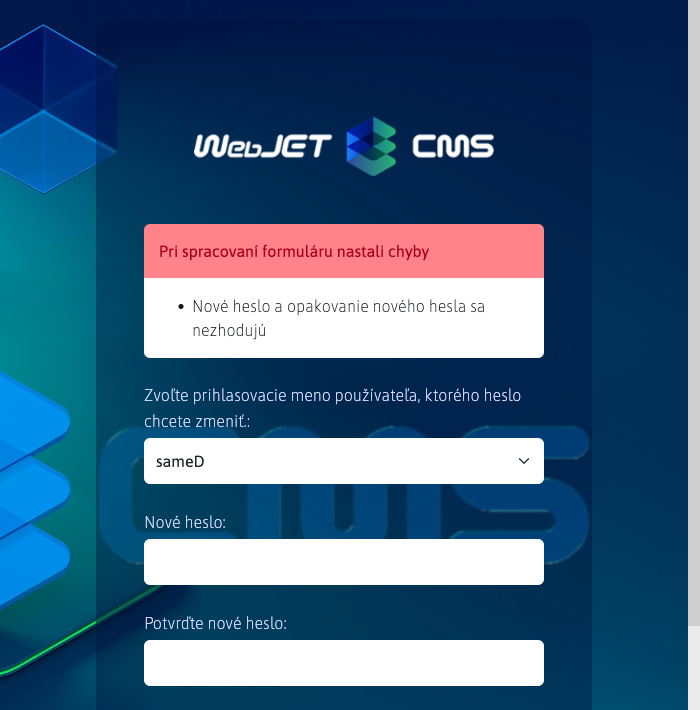 WebJET CMS
Pri spracovaní formuláru nastali chyby
• Nové heslo a opakovanie nového hesla sa
nezhodujú
Zvoľte prihlasovacie meno používateľa, ktorého heslo
chcete zmeniť.:
CMS
sameD
Nové heslo:
Potvrďte nové heslo: